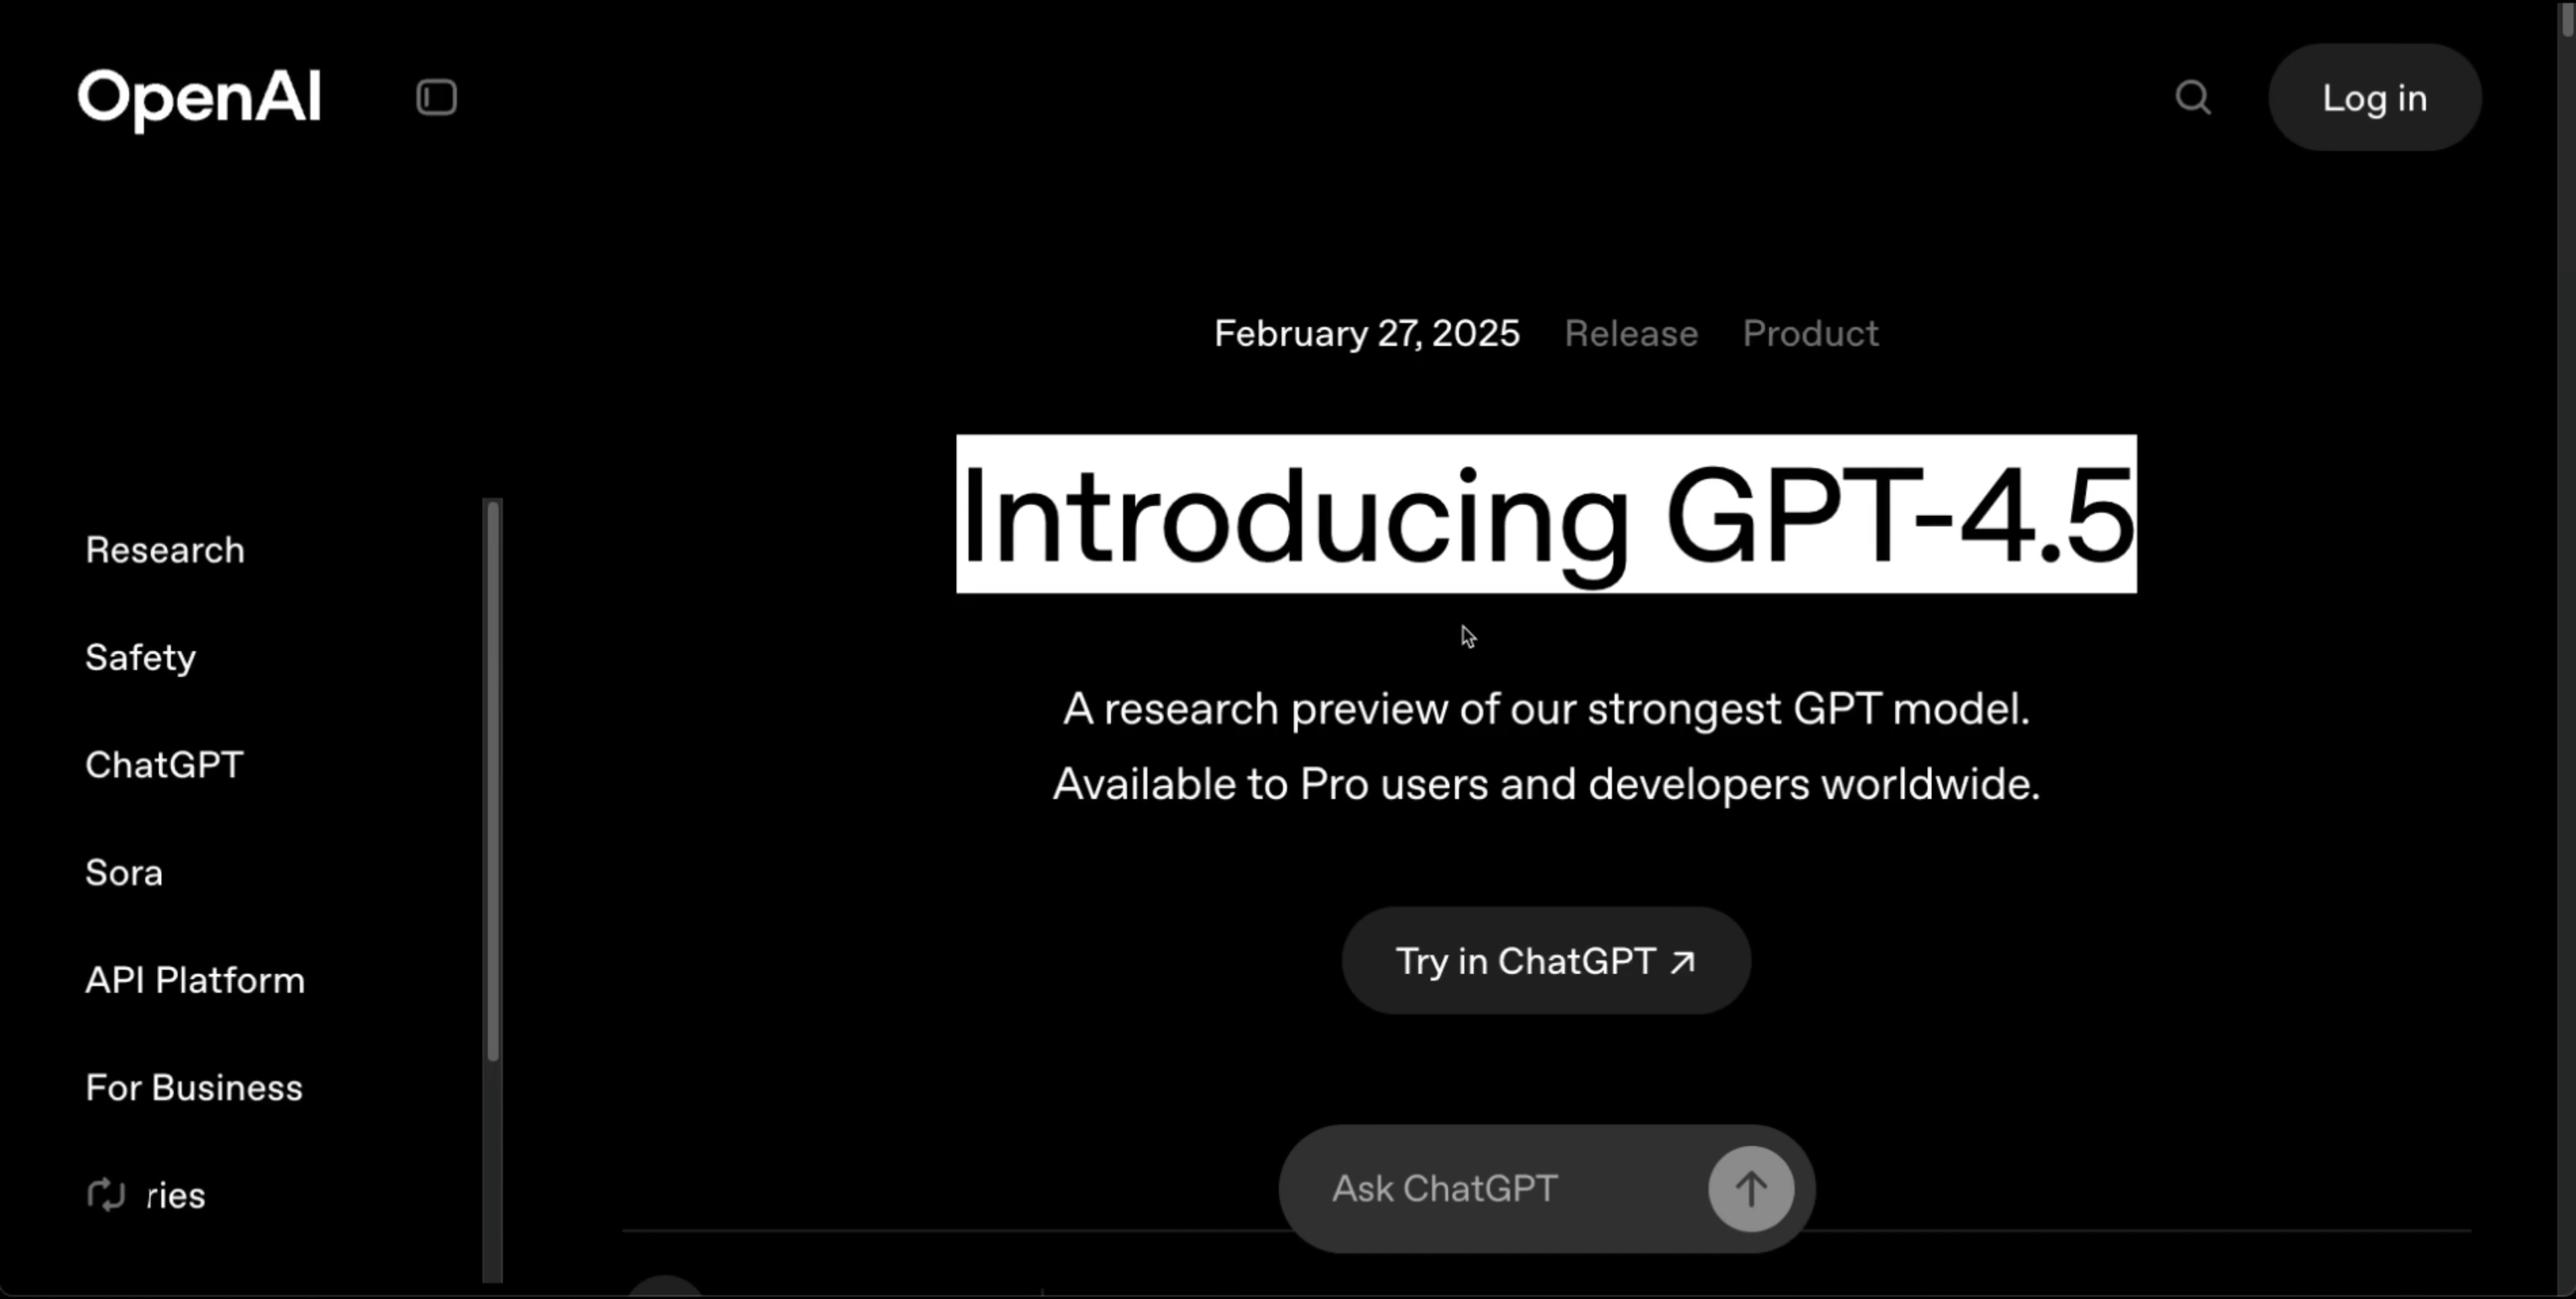 OpenAI
Log in
February 27, 2025 Release Product
Introducing GPT-4.5
A research preview of our strongest GPT model.
Available to Pro users and developers worldwide.
Try in ChatGPT ↗
Research
Safety
ChatGPT
Sora
API Platform
For Business
ries
Ask ChatGPT